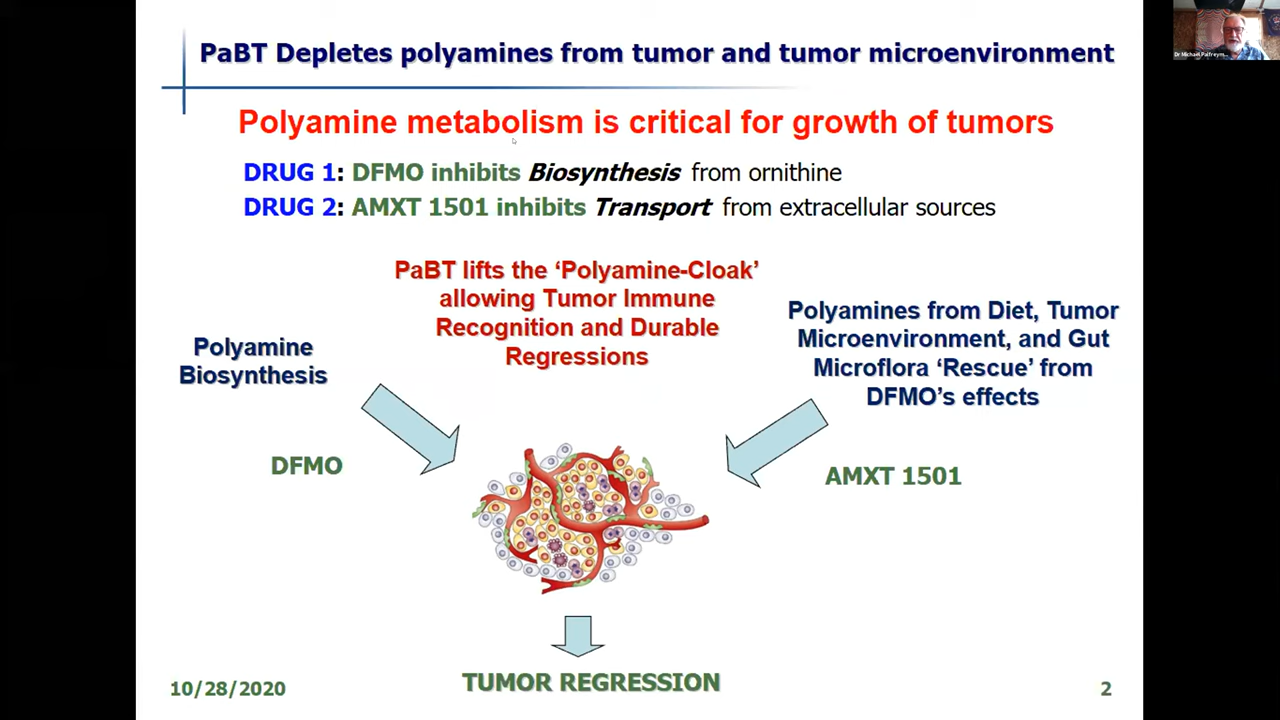 PaBT Depletes polyamines from tumor and tumor microenvironment
Polyamine metabolism is critical for growth of tumors
DRUG 1: DFMO inhibits Biosynthesis from ornithine
DRUG 2: AMXT 1501 inhibits Transport from extracellular sources
PaBT lifts the ‘Polyamine-Cloak’
allowing Tumor Immune
Recognition and Durable
Regressions
Polyamine
Biosynthesis
Polyamines from Diet, Tumor
Microenvironment, and Gut
Microflora ‘Rescue’ from
DFMO’s effects
DFMO
AMXT 1501
TUMOR REGRESSION
10/28/2020
2
Dr Michael